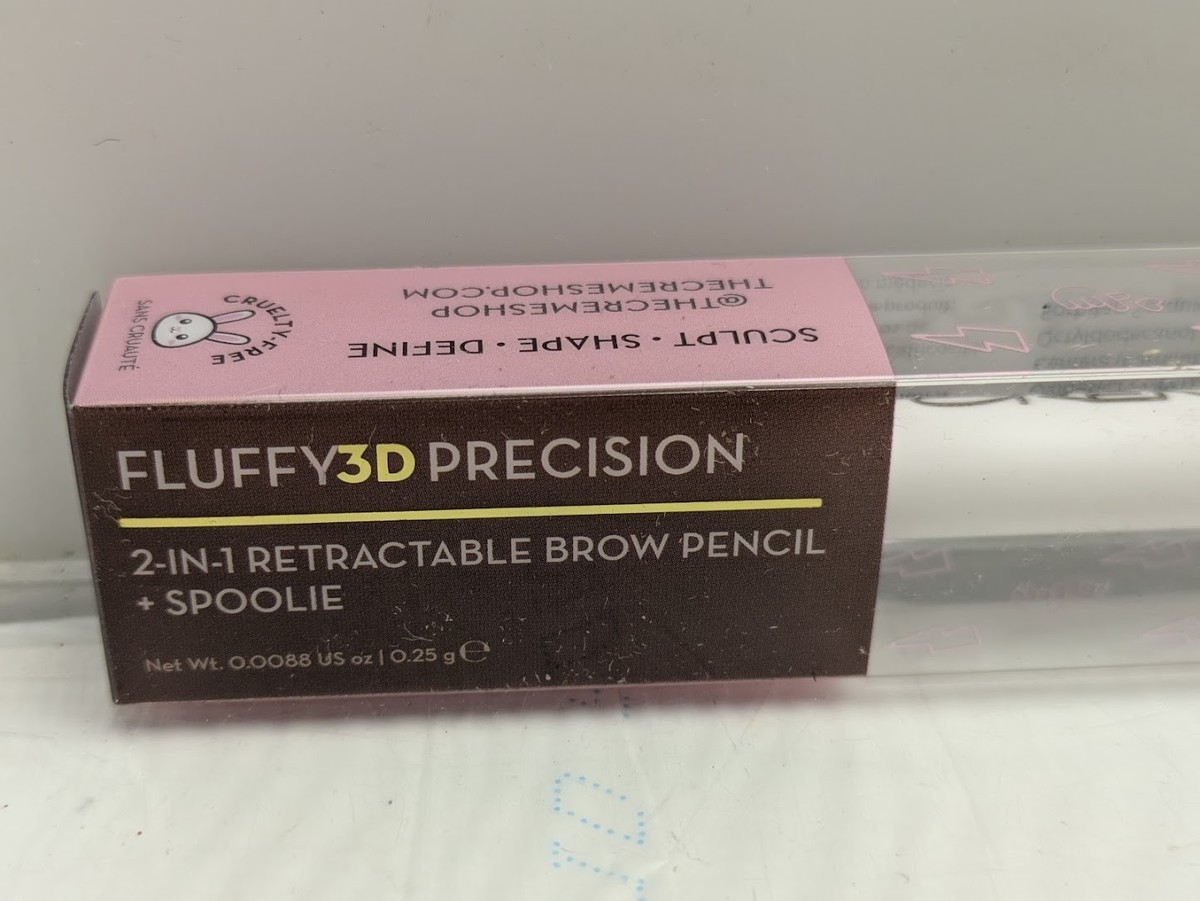 SCULPT • SHAPE • DEFINE
@THECREMESHOP
THECREMESHOP.COM
CRUELTY-FREE
SANS CRUAUTÉ
FLUFFY3D PRECISION
2-IN-1 RETRACTABLE BROW PENCIL
+ SPOOLIE
Net Wt. 0.0088 US oz | 0.25 g ℮